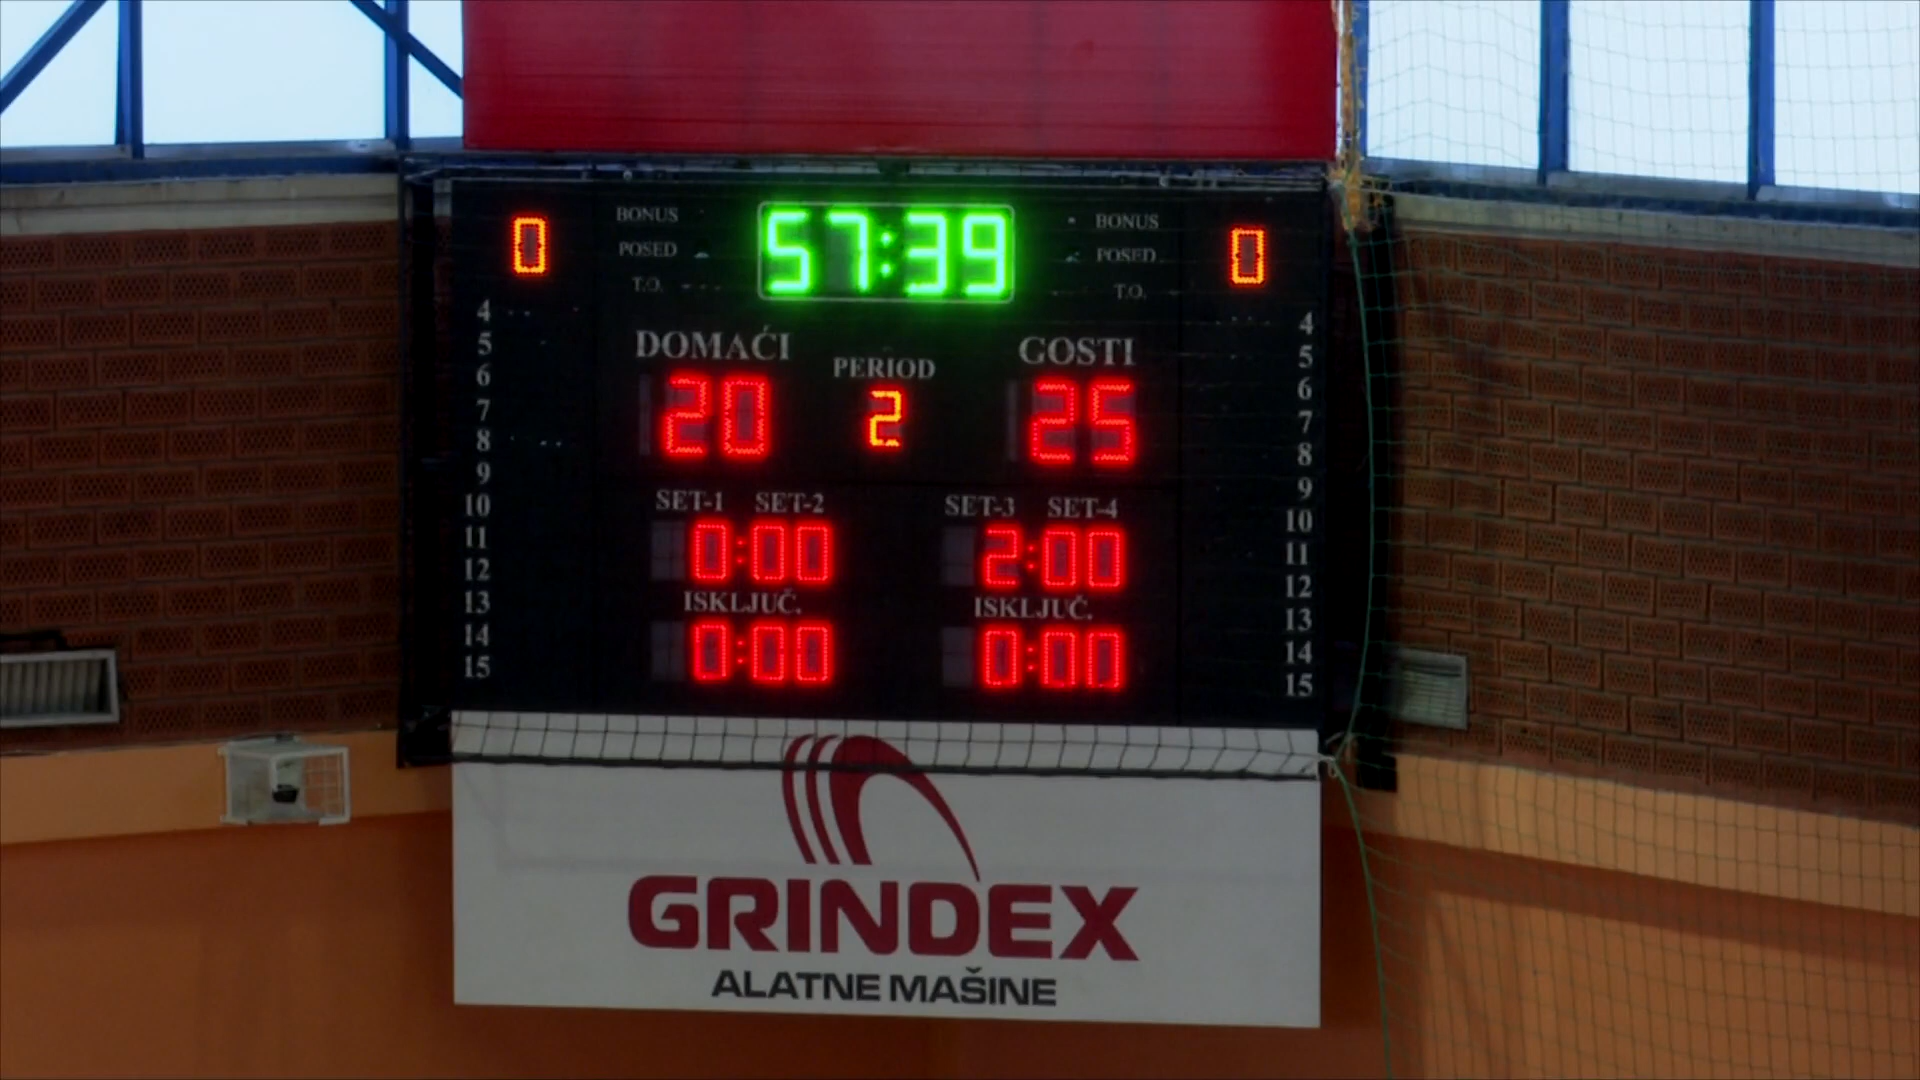 0 BONUS 57:39 BONUS 0
POSED POSED
T.O. T.O.
DOMAĆI PERIOD GOSTI
20 2 25
SET-1 SET-2 SET-3 SET-4
0:00 2:00
ISKLJUČ. ISKLJUČ.
0:00 0:00
4 4
5 5
6 6
7 7
8 8
9 9
10 10
11 11
12 12
13 13
14 14
15 15
GRINDEX
ALATNE MAŠINE